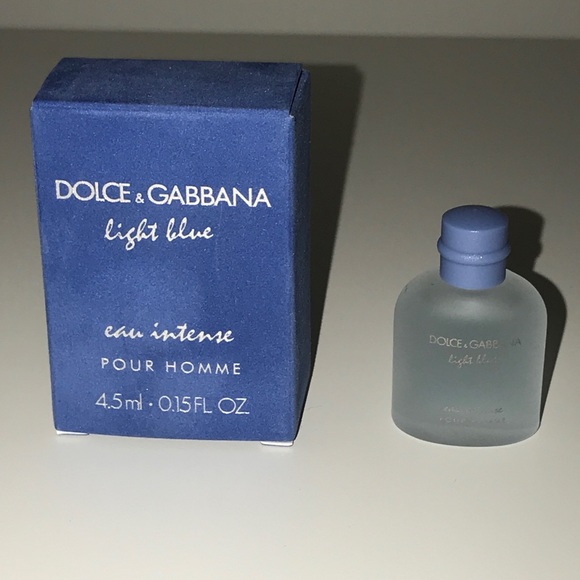 DOLCE & GABBANA
light blue
eau intense
POUR HOMME
4.5ml · 0.15FL OZ.
DOLCE & GABBANA
light blue